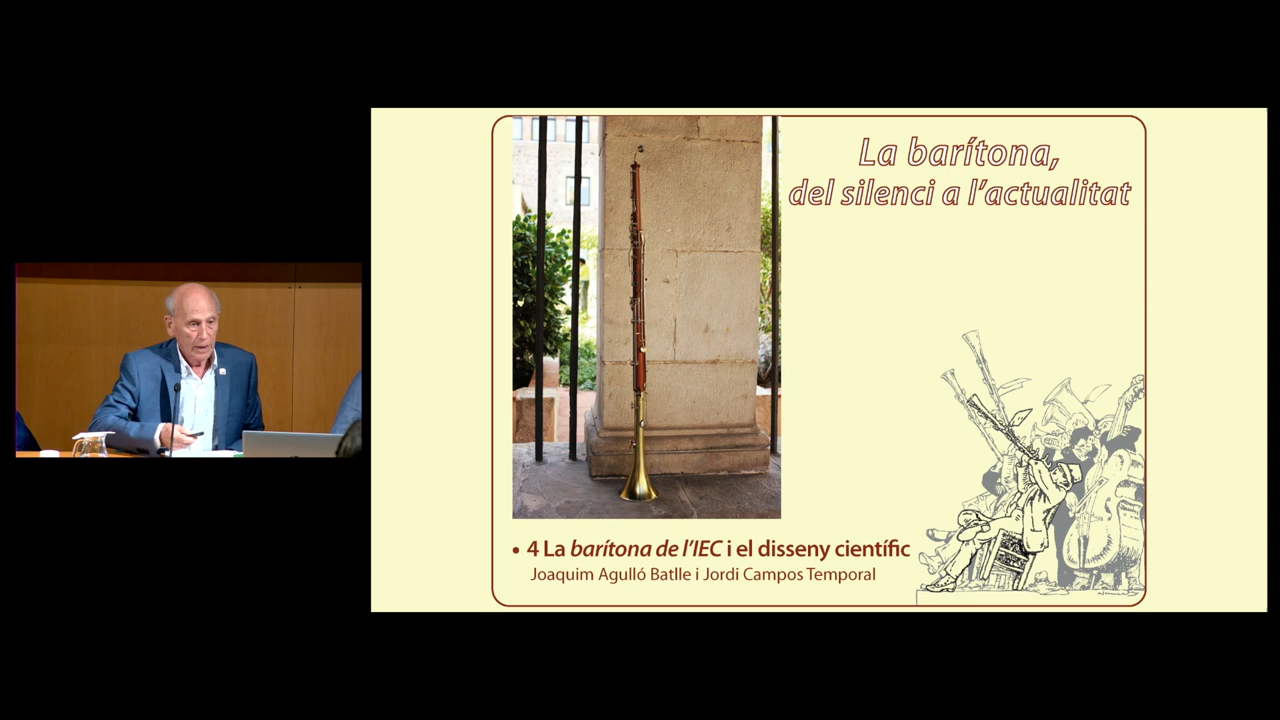 La barítona,
del silenci a l’actualitat
• 4 La barítona de l’IEC i el disseny científic
Joaquim Agulló Batlle i Jordi Campos Temporal